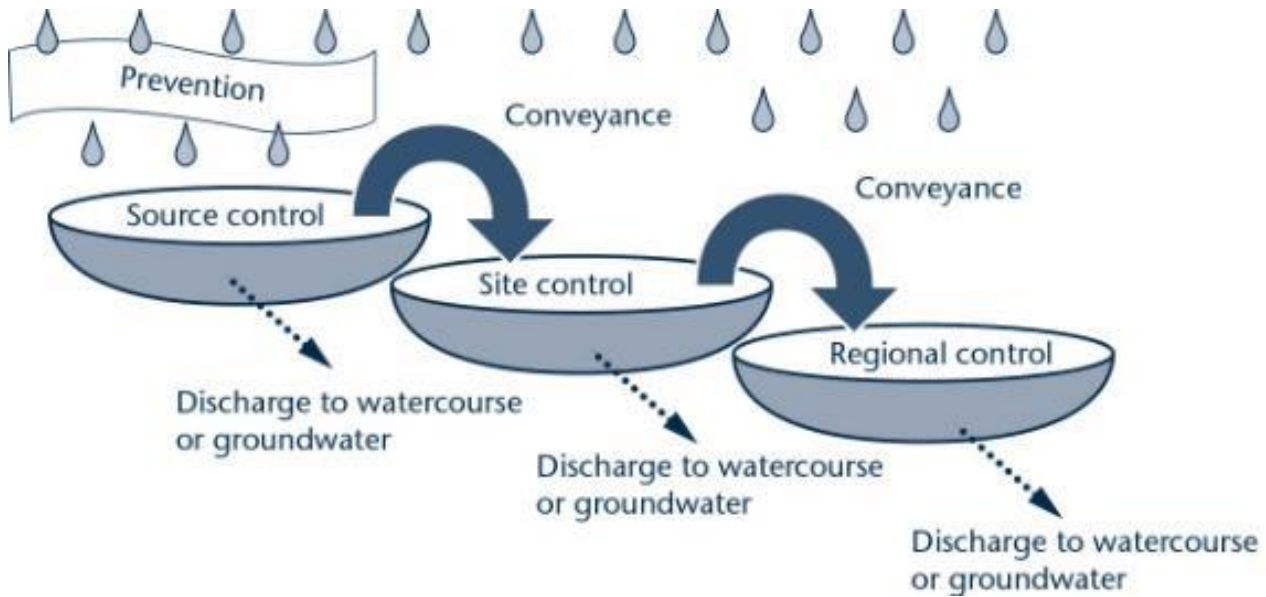 Prevention
Conveyance
Conveyance
Source control
Site control
Regional control
Discharge to watercourse
or groundwater
Discharge to watercourse
or groundwater
Discharge to watercourse
or groundwater